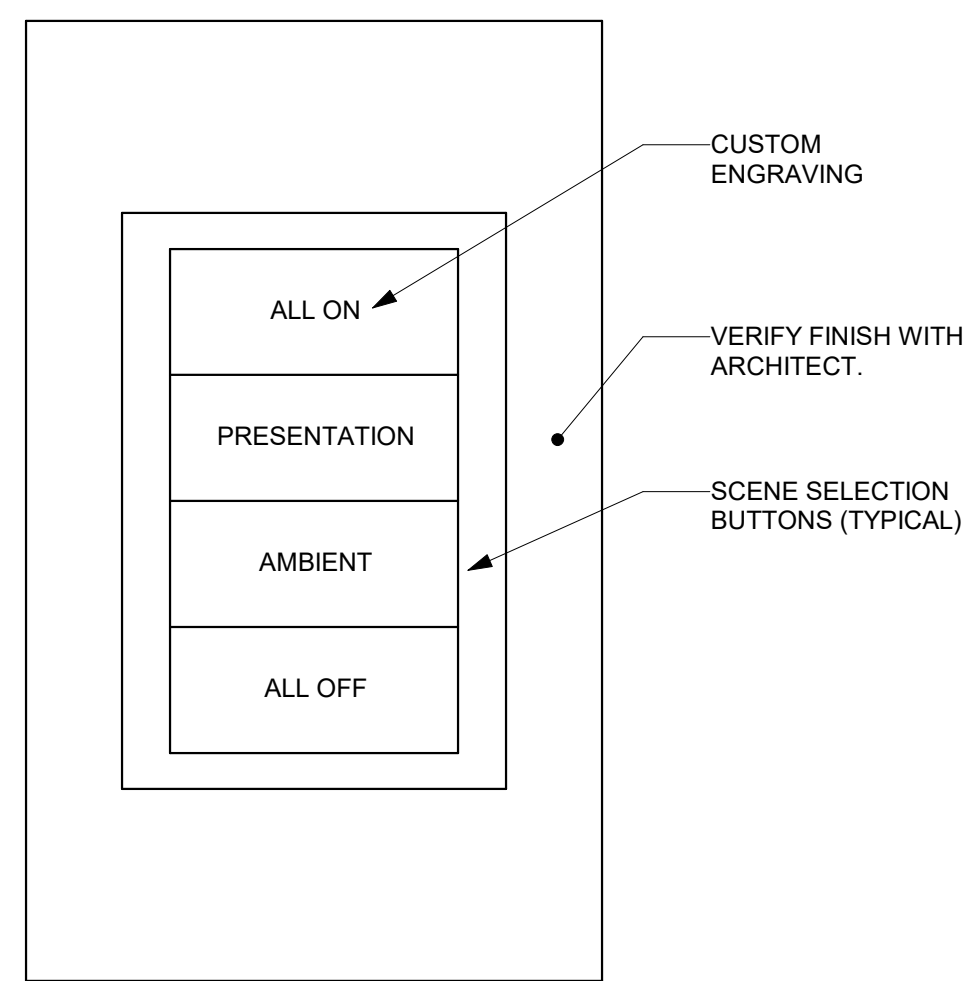 CUSTOM
ENGRAVING
ALL ON
VERIFY FINISH WITH
ARCHITECT.
PRESENTATION
SCENE SELECTION
BUTTONS (TYPICAL)
AMBIENT
ALL OFF